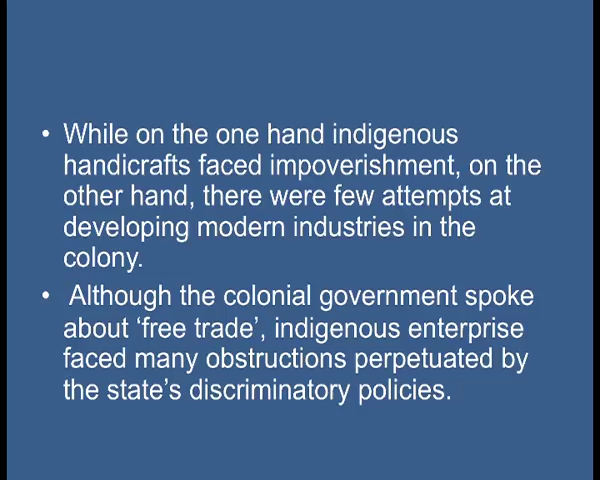 • While on the one hand indigenous
handicrafts faced impoverishment, on the
other hand, there were few attempts at
developing modern industries in the
colony.
• Although the colonial government spoke
about ‘free trade’, indigenous enterprise
faced many obstructions perpetuated by
the state’s discriminatory policies.